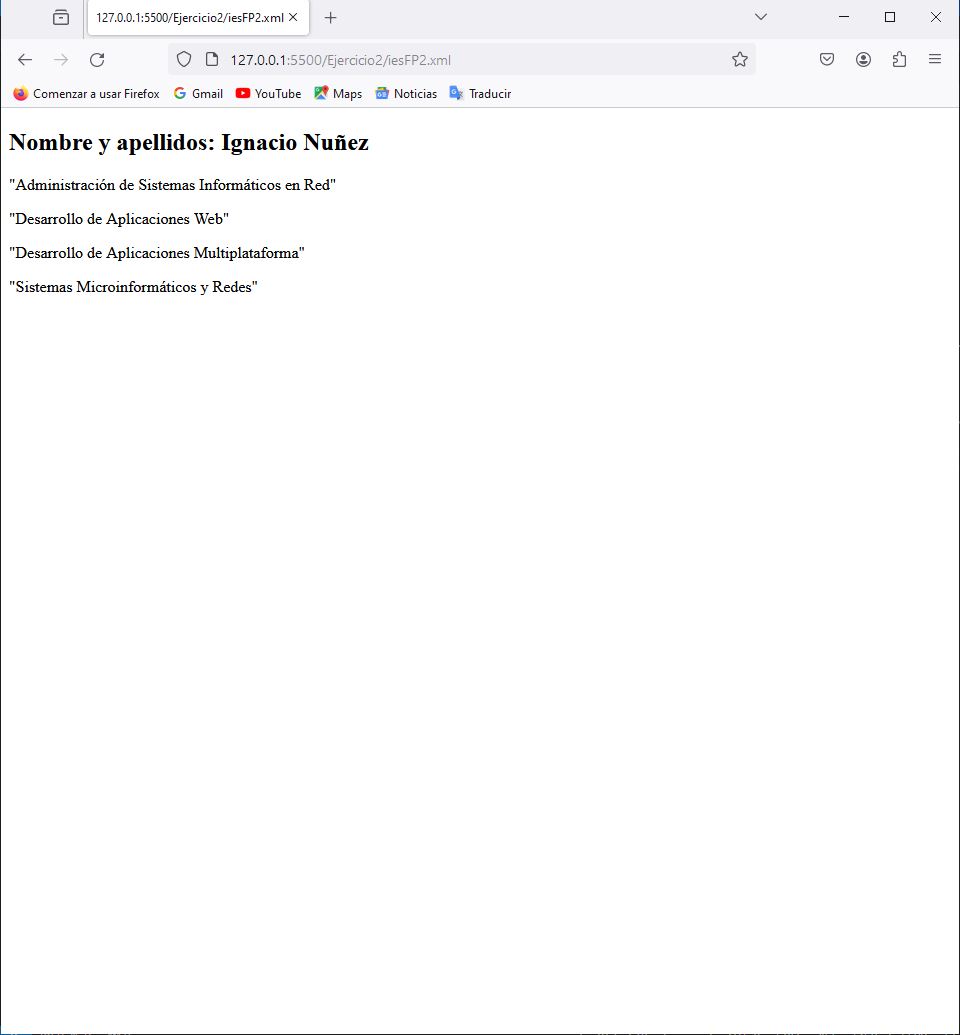 127.0.0.1:5500/Ejercicio2/iesFP2.xml
127.0.0.1:5500/Ejercicio2/iesFP2.xml
Comenzar a usar Firefox Gmail YouTube Maps Noticias Traducir
Nombre y apellidos: Ignacio Nuñez
"Administración de Sistemas Informáticos en Red"
"Desarrollo de Aplicaciones Web"
"Desarrollo de Aplicaciones Multiplataforma"
"Sistemas Microinformáticos y Redes"